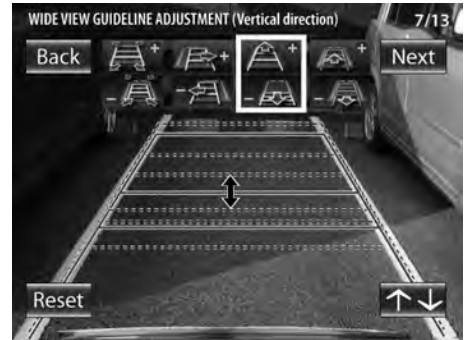 WIDE VIEW GUIDELINE ADJUSTMENT (Vertical direction) 7/13
Back + + + + Next
- - - -
Reset